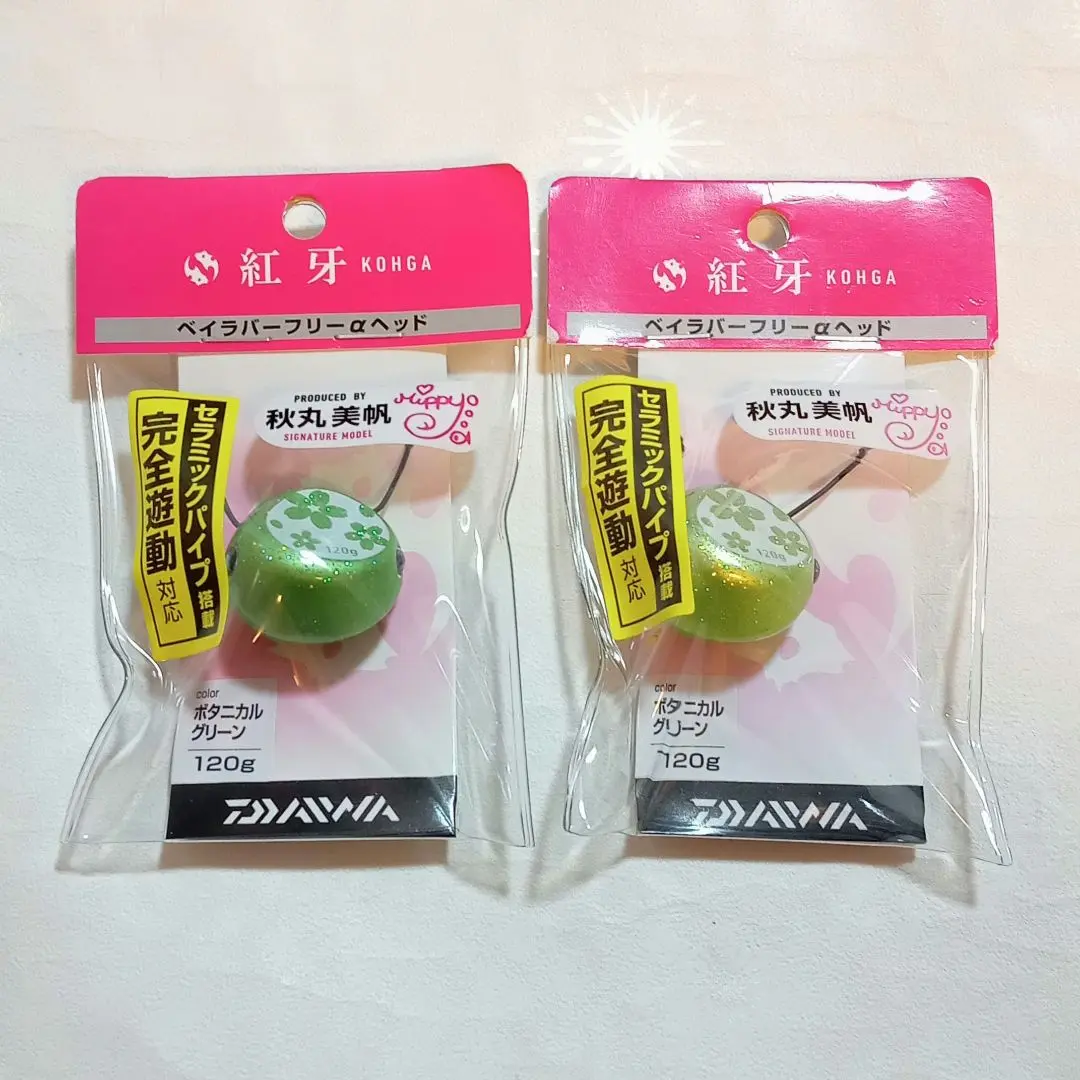 紅牙 KOHGA
ベイラバーフリーαヘッド
セラミックパイプ搭載
完全遊動対応
PRODUCED BY
秋丸美帆
SIGNATURE MODEL
Mippy
120g
color
ボタニカル
グリーン
120g
DAIWA
紅牙 KOHGA
ベイラバーフリーαヘッド
セラミックパイプ搭載
完全遊動対応
PRODUCED BY
秋丸美帆
SIGNATURE MODEL
Mippy
120g
color
ボタニカル
グリーン
120g
DAIWA